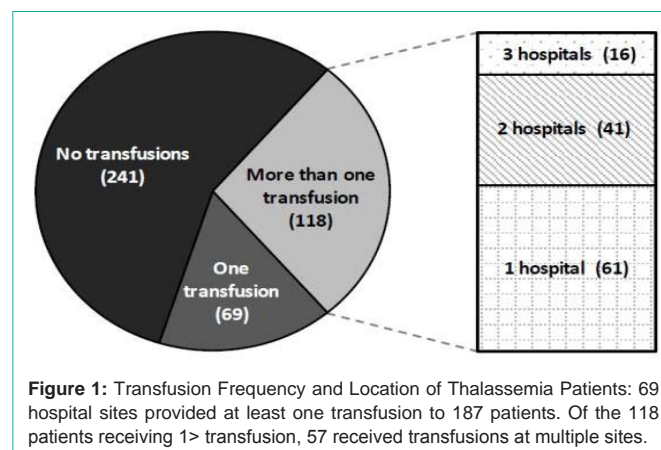 No transfusions
(241)
More than one
transfusion
(118)
One
transfusion
(69)
3 hospitals (16)
2 hospitals (41)
1 hospital (61)
Figure 1: Transfusion Frequency and Location of Thalassemia Patients: 69
hospital sites provided at least one transfusion to 187 patients. Of the 118
patients receiving 1> transfusion, 57 received transfusions at multiple sites.